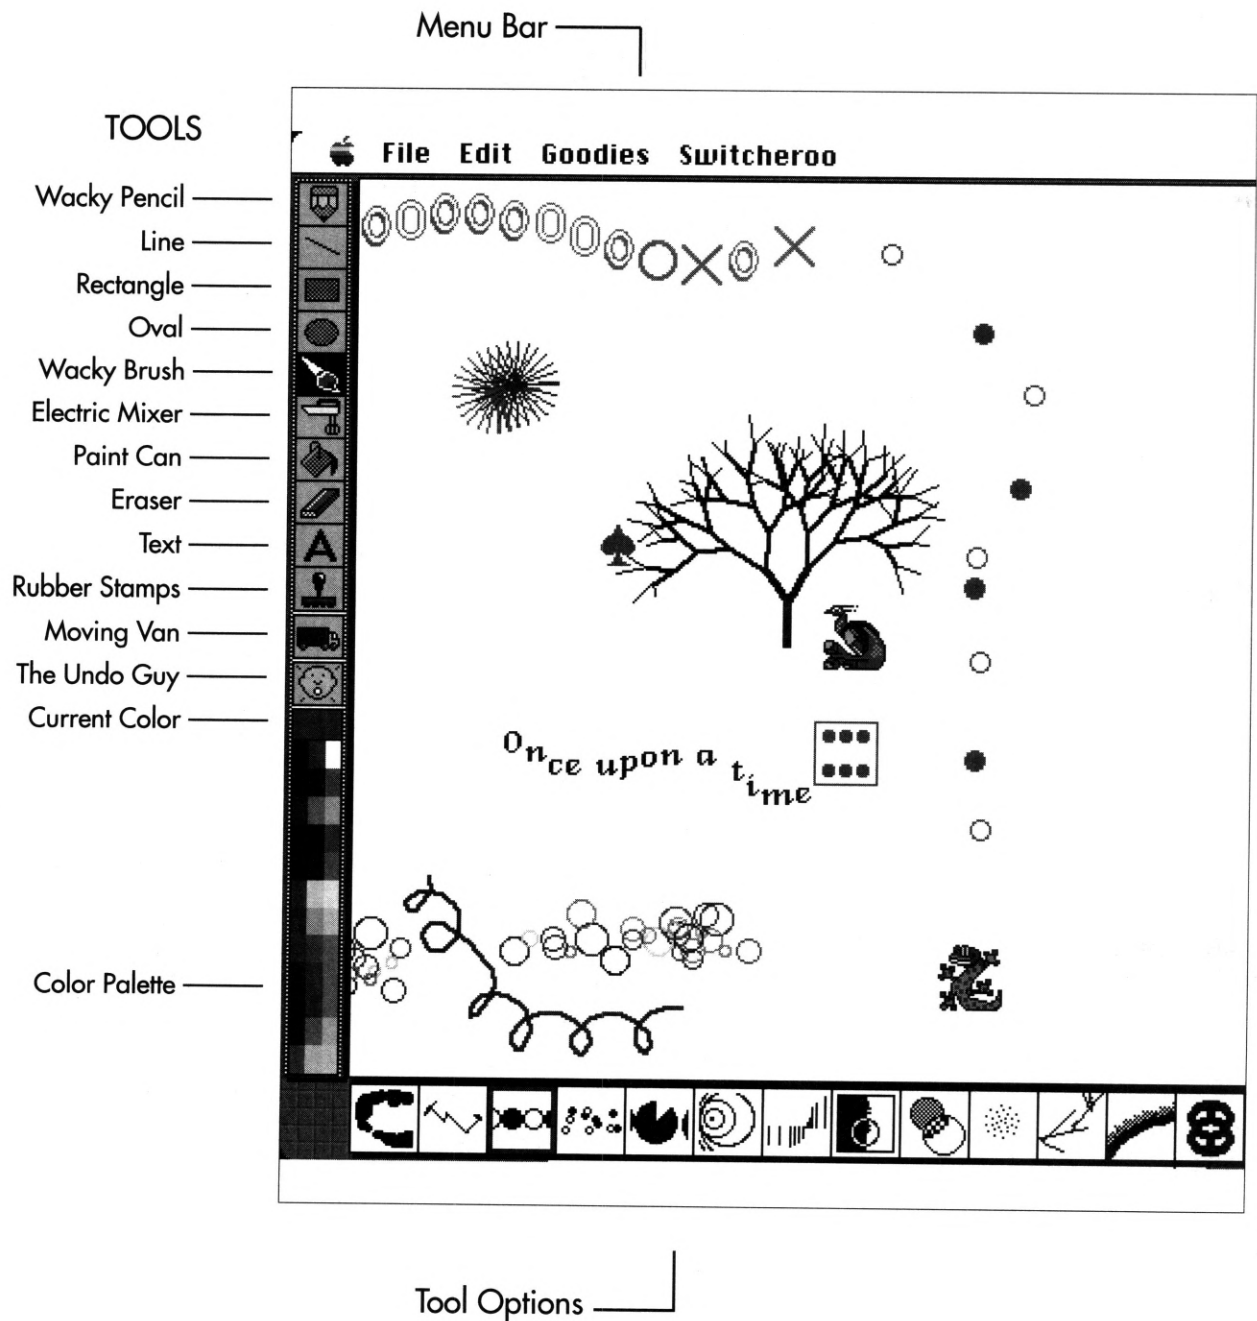 Menu Bar
TOOLS
File Edit Goodies Switcheroo
Wacky Pencil
Line
Rectangle
Oval
Wacky Brush
Electric Mixer
Paint Can
Eraser
Text
A
Rubber Stamps
Moving Van
The Undo Guy
Current Color
Once upon a time
Color Palette
Tool Options